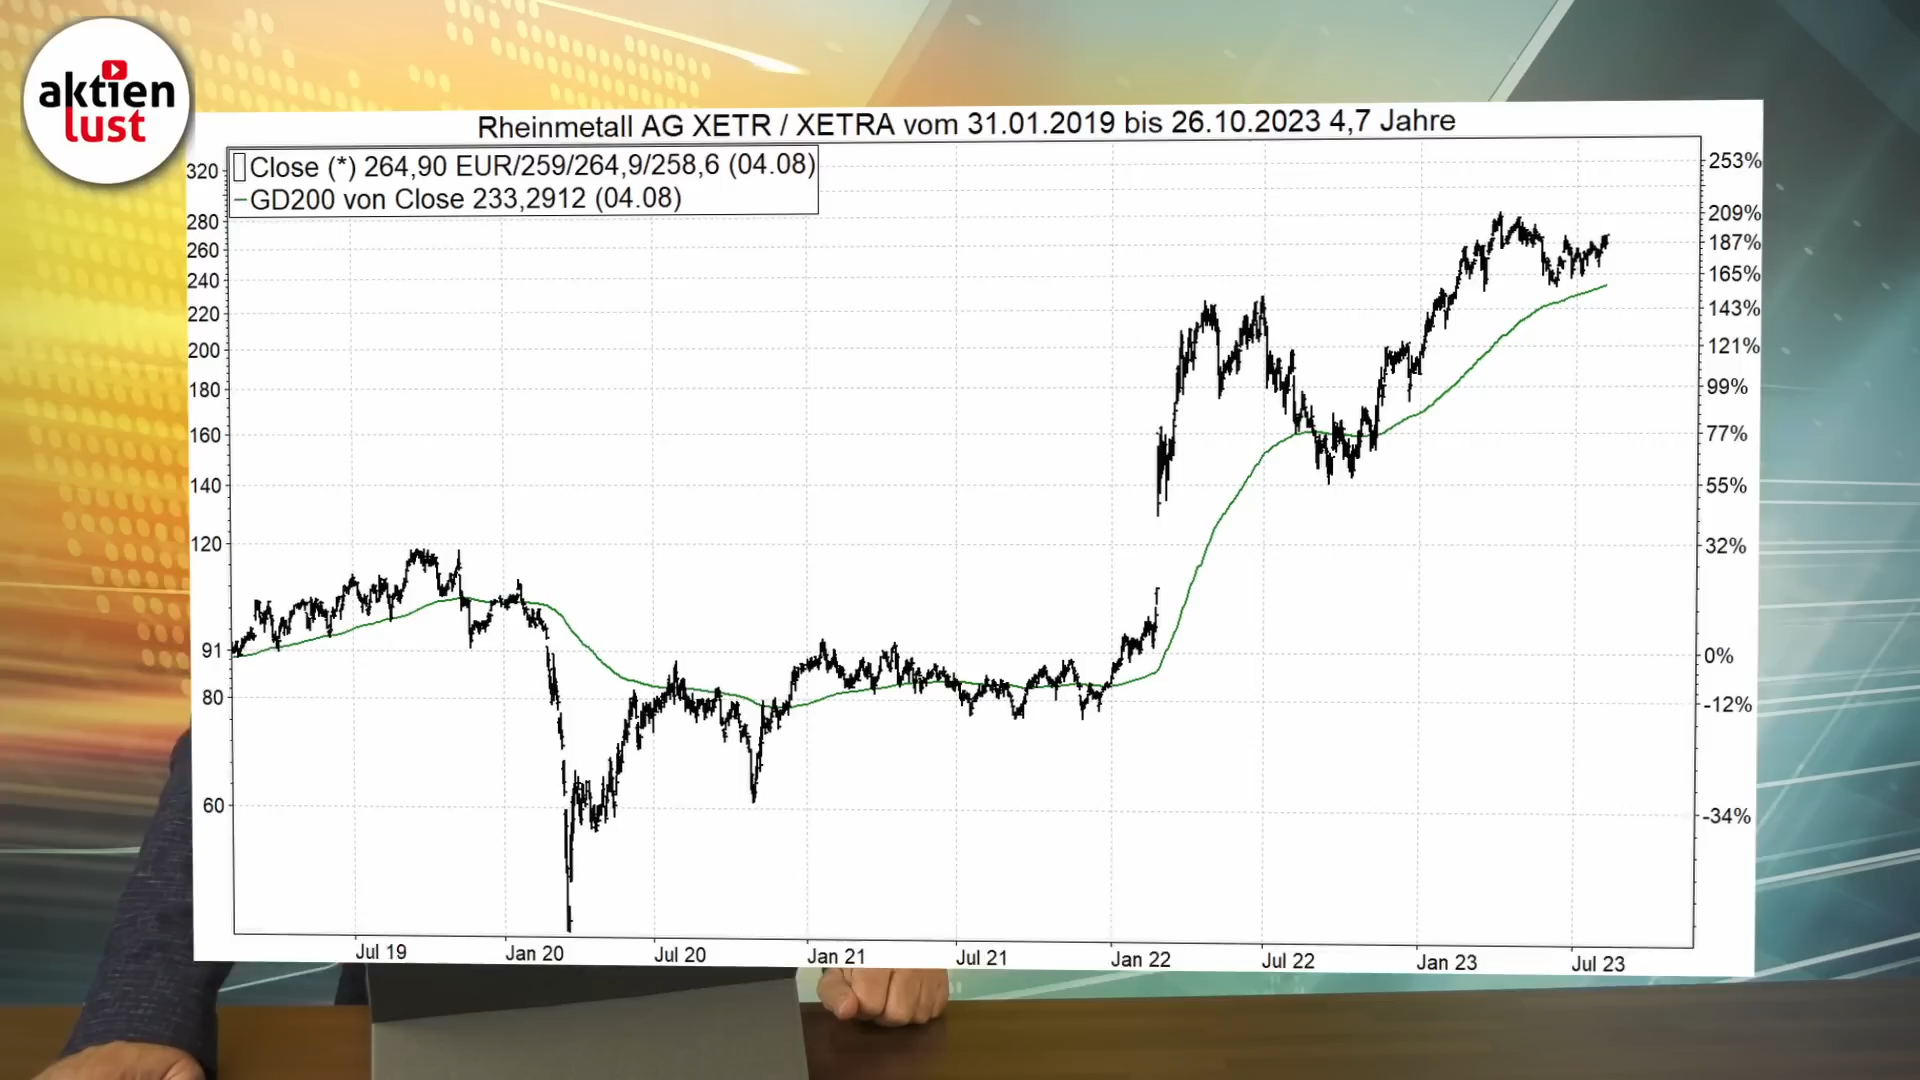 aktien
lust
Rheinmetall AG XETR / XETRA vom 31.01.2019 bis 26.10.2023 4,7 Jahre
Close (*) 264,90 EUR/259/264,9/258,6 (04.08)
GD200 von Close 233,2912 (04.08)
320
280
260
240
220
200
180
160
140
120
91
80
60
253%
209%
187%
165%
143%
121%
99%
77%
55%
32%
0%
-12%
-34%
Jul 19
Jan 20
Jul 20
Jan 21
Jul 21
Jan 22
Jul 22
Jan 23
Jul 23